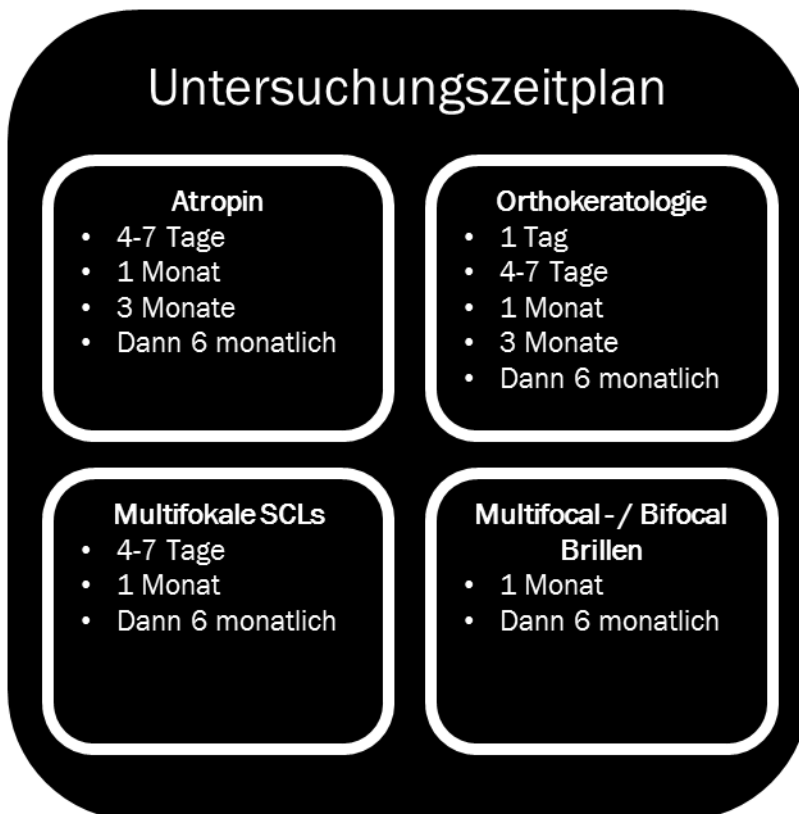 Untersuchungszeitplan
Atropin
• 4-7 Tage
• 1 Monat
• 3 Monate
• Dann 6 monatlich
Orthokeratologie
• 1 Tag
• 4-7 Tage
• 1 Monat
• 3 Monate
• Dann 6 monatlich
Multifokale SCLs
• 4-7 Tage
• 1 Monat
• Dann 6 monatlich
Multifocal - / Bifocal
Brillen
• 1 Monat
• Dann 6 monatlich